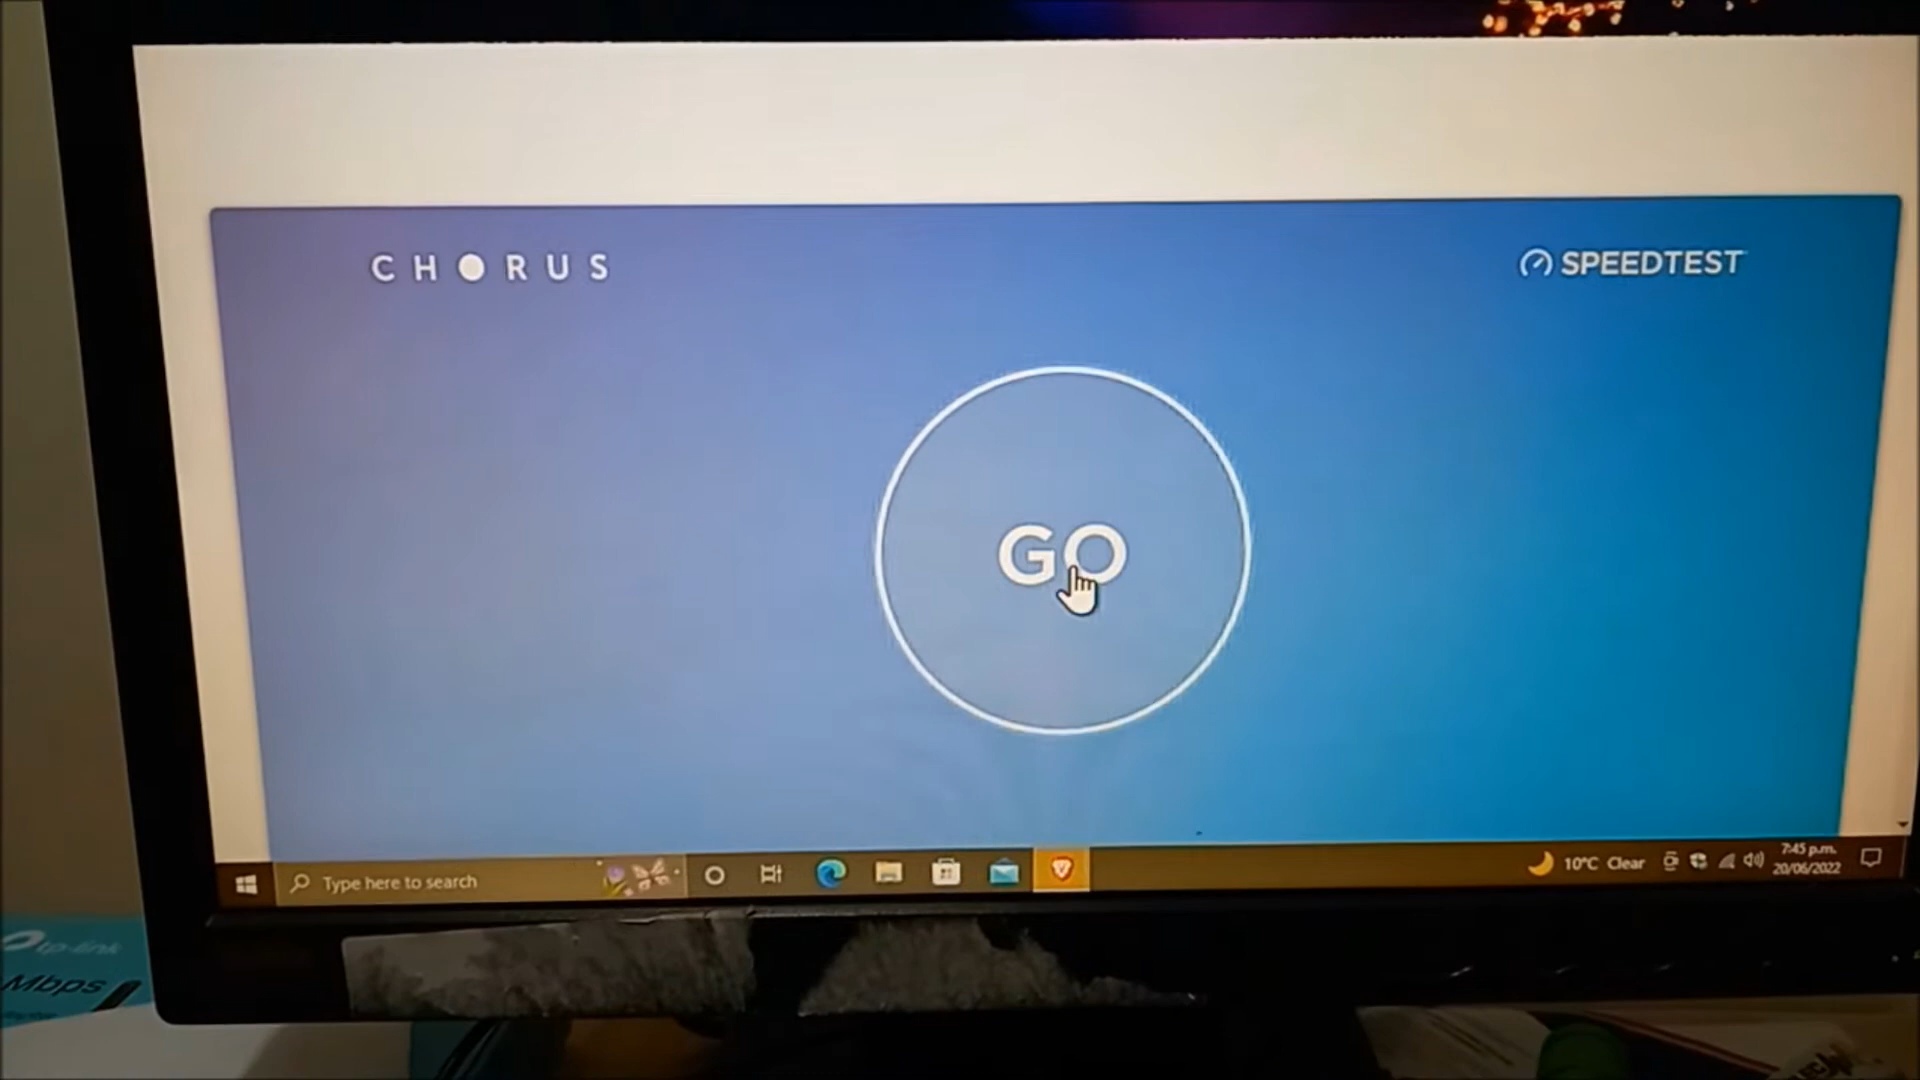 CHORUS
SPEEDTEST
GO
Type here to search
10°C Clear
7:45 p.m.
20/06/2022
tp-link
Mbps